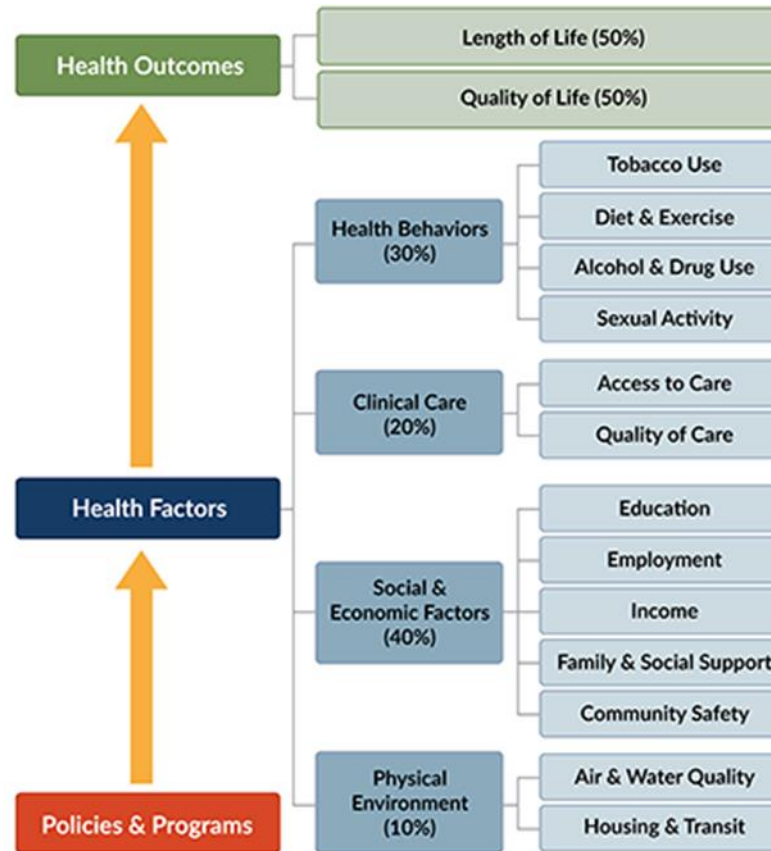 Health Outcomes
Length of Life (50%)
Quality of Life (50%)
Health Factors
Health Behaviors
(30%)
Tobacco Use
Diet & Exercise
Alcohol & Drug Use
Sexual Activity
Clinical Care
(20%)
Access to Care
Quality of Care
Social &
Economic Factors
(40%)
Education
Employment
Income
Family & Social Support
Community Safety
Physical
Environment
(10%)
Air & Water Quality
Housing & Transit
Policies & Programs